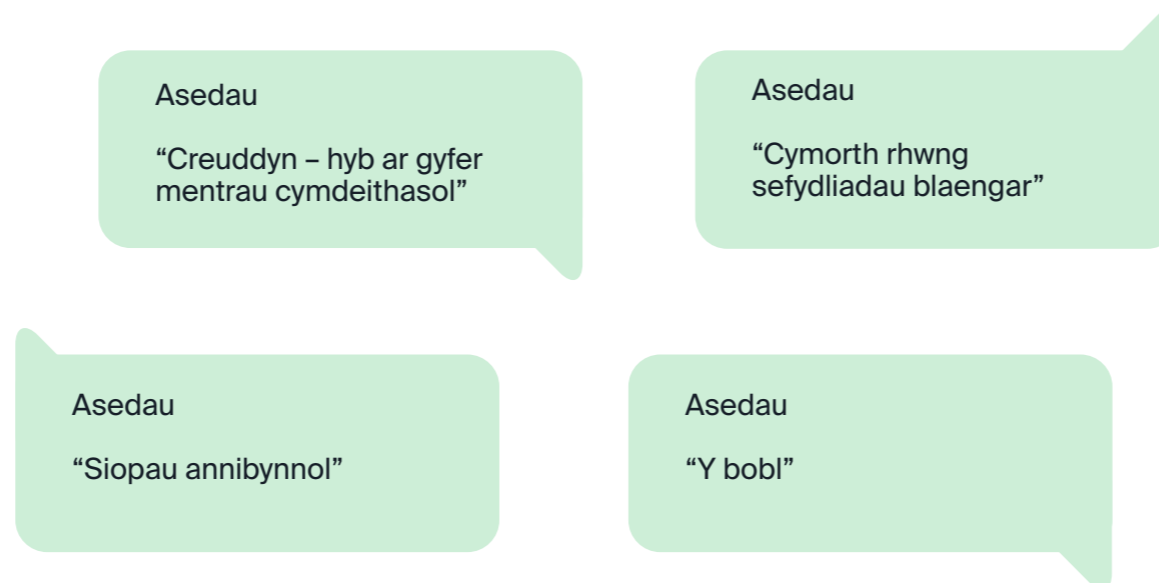 Asedau
“Creuddyn – hyb ar gyfer
mentrau cymdeithasol”
Asedau
“Cymorth rhwng
sefydliadau blaengar”
Asedau
“Siopau annibynnol”
Asedau
“Y bobl”